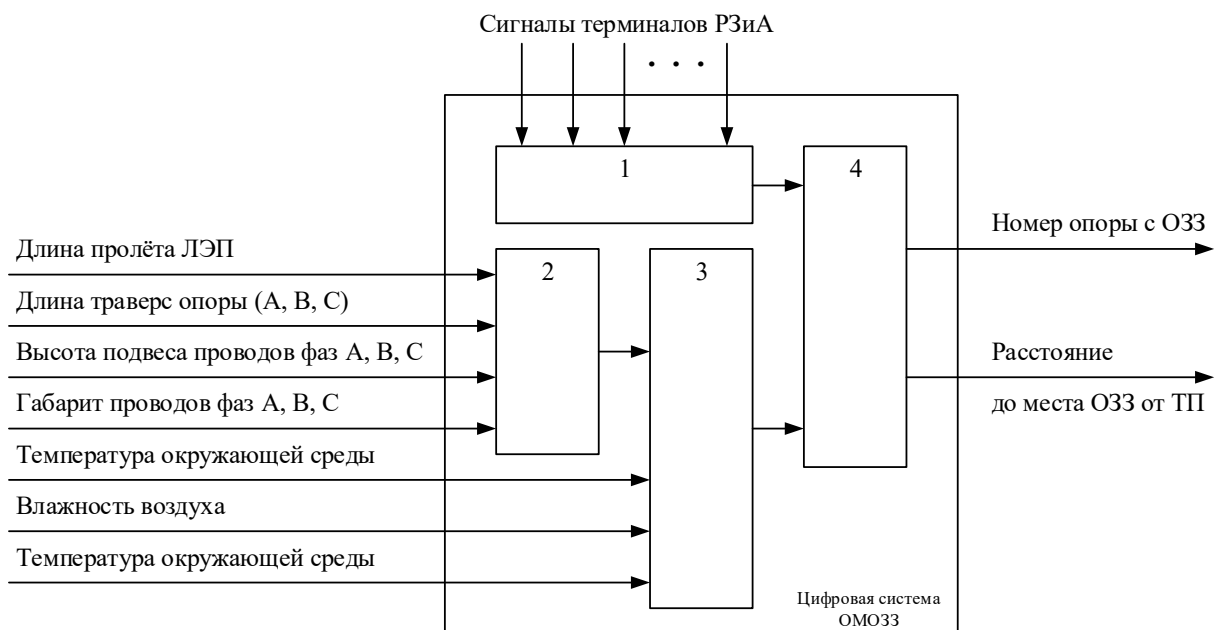 Сигналы терминалов РЗиА
. . .
1
4
Номер опоры с ОЗЗ
Длина пролёта ЛЭП
2
3
Длина траверс опоры (А, В, С)
Высота подвеса проводов фаз А, В, С
Расстояние
Габарит проводов фаз А, В, С
до места ОЗЗ от ТП
Температура окружающей среды
Влажность воздуха
Температура окружающей среды
Цифровая система
ОМОЗЗ